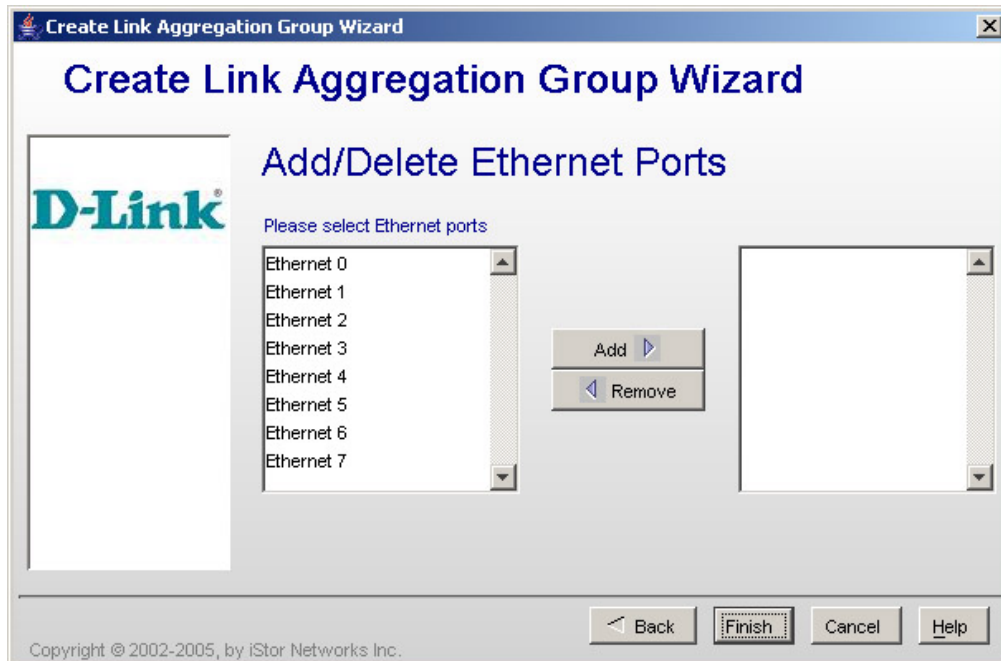 Create Link Aggregation Group Wizard
Create Link Aggregation Group Wizard
D-Link®
Add/Delete Ethernet Ports
Please select Ethernet ports
Ethernet 0
Ethernet 1
Ethernet 2
Ethernet 3
Ethernet 4
Ethernet 5
Ethernet 6
Ethernet 7
Add
Remove
Back Finish Cancel Help
Copyright © 2002-2005, by iStor Networks Inc.